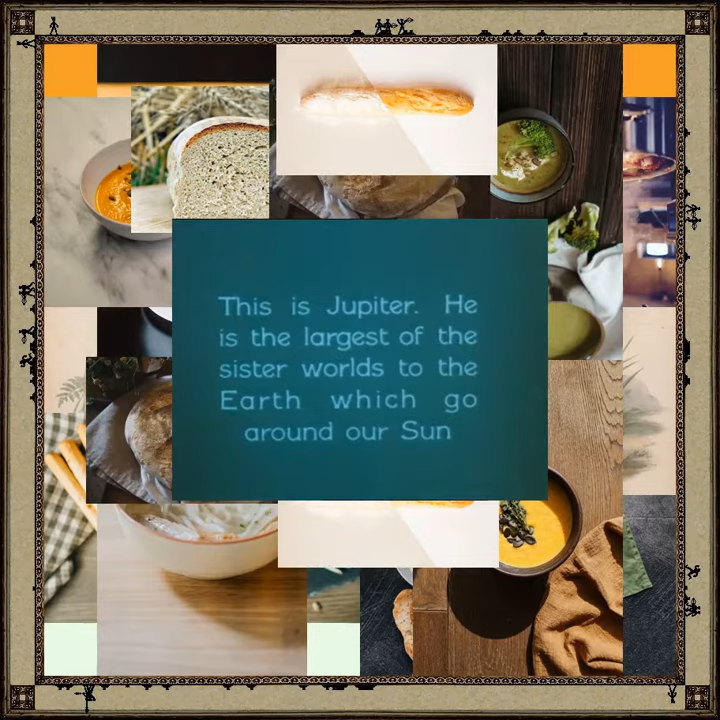 This is Jupiter. He
is the largest of the
sister worlds to the
Earth which go
around our Sun